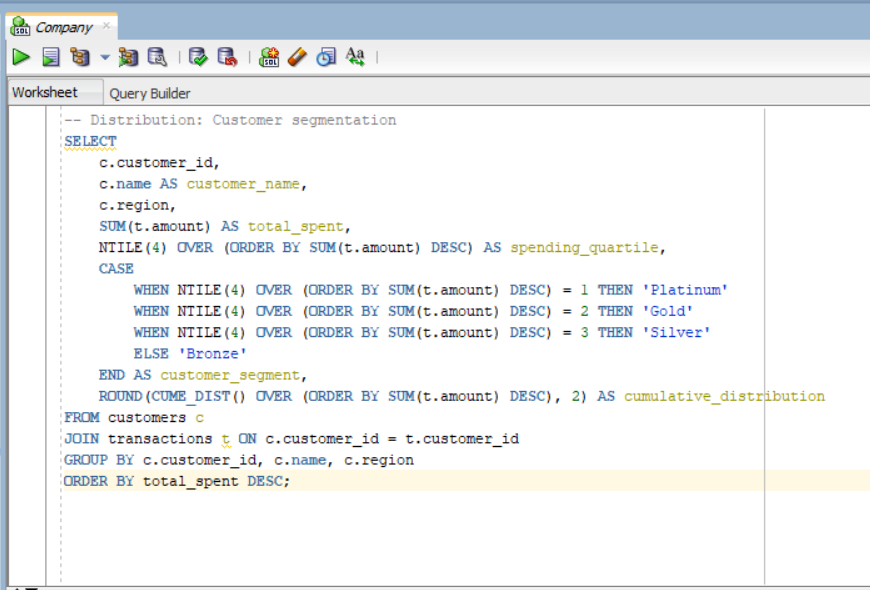 Company
Worksheet
Query Builder
-- Distribution: Customer segmentation
SELECT
    c.customer_id,
    c.name AS customer_name,
    c.region,
    SUM(t.amount) AS total_spent,
    NTILE(4) OVER (ORDER BY SUM(t.amount) DESC) AS spending_quartile,
    CASE
        WHEN NTILE(4) OVER (ORDER BY SUM(t.amount) DESC) = 1 THEN 'Platinum'
        WHEN NTILE(4) OVER (ORDER BY SUM(t.amount) DESC) = 2 THEN 'Gold'
        WHEN NTILE(4) OVER (ORDER BY SUM(t.amount) DESC) = 3 THEN 'Silver'
        ELSE 'Bronze'
    END AS customer_segment,
    ROUND(CUME_DIST() OVER (ORDER BY SUM(t.amount) DESC), 2) AS cumulative_distribution
FROM customers c
JOIN transactions t ON c.customer_id = t.customer_id
GROUP BY c.customer_id, c.name, c.region
ORDER BY total_spent DESC;